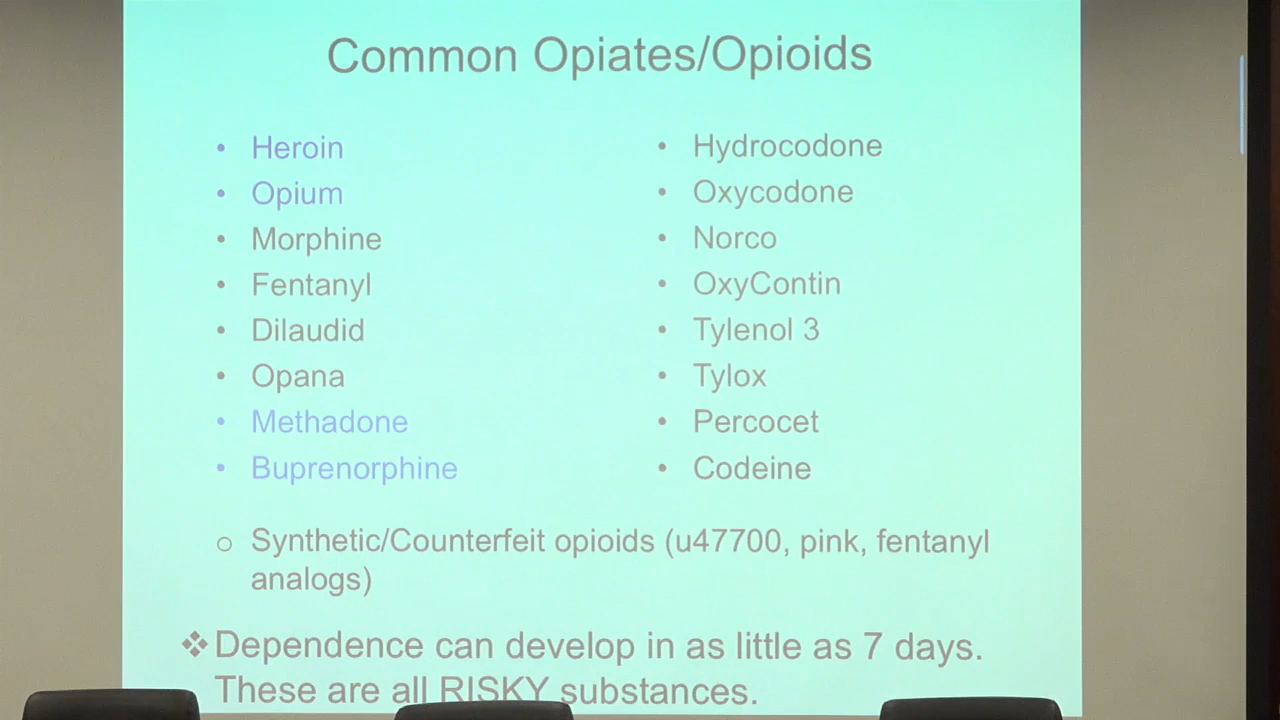 Common Opiates/Opioids
• Heroin
• Opium
• Morphine
• Fentanyl
• Dilaudid
• Opana
• Methadone
• Buprenorphine
• Hydrocodone
• Oxycodone
• Norco
• OxyContin
• Tylenol 3
• Tylox
• Percocet
• Codeine
o Synthetic/Counterfeit opioids (u47700, pink, fentanyl
analogs)
❖ Dependence can develop in as little as 7 days.
These are all RISKY substances.